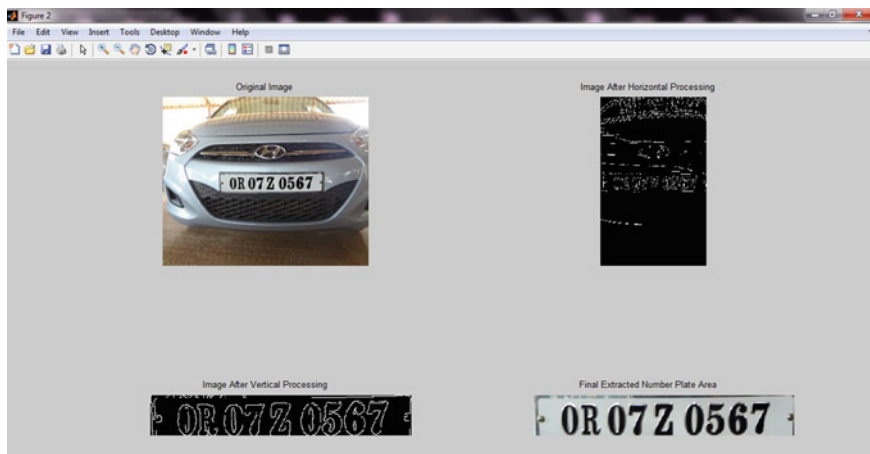 Figure 2
File Edit View Insert Tools Desktop Window Help
Original Image
Image After Horizontal Processing
OR 07 Z 0567
Image After Vertical Processing
Final Extracted Number Plate Area
OR 07 Z 0567
OR 07 Z 0567